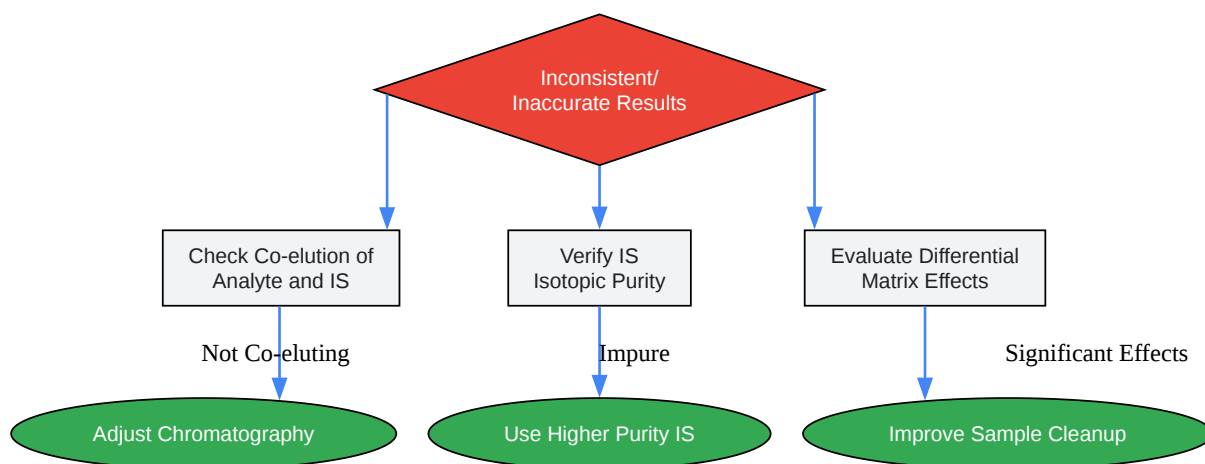 Inconsistent/
Inaccurate Results
Check Co-elution of
Analyte and IS
Verify IS
Isotopic Purity
Evaluate Differential
Matrix Effects
Not Co-eluting
Impure
Significant Effects
Adjust Chromatography
Use Higher Purity IS
Improve Sample Cleanup